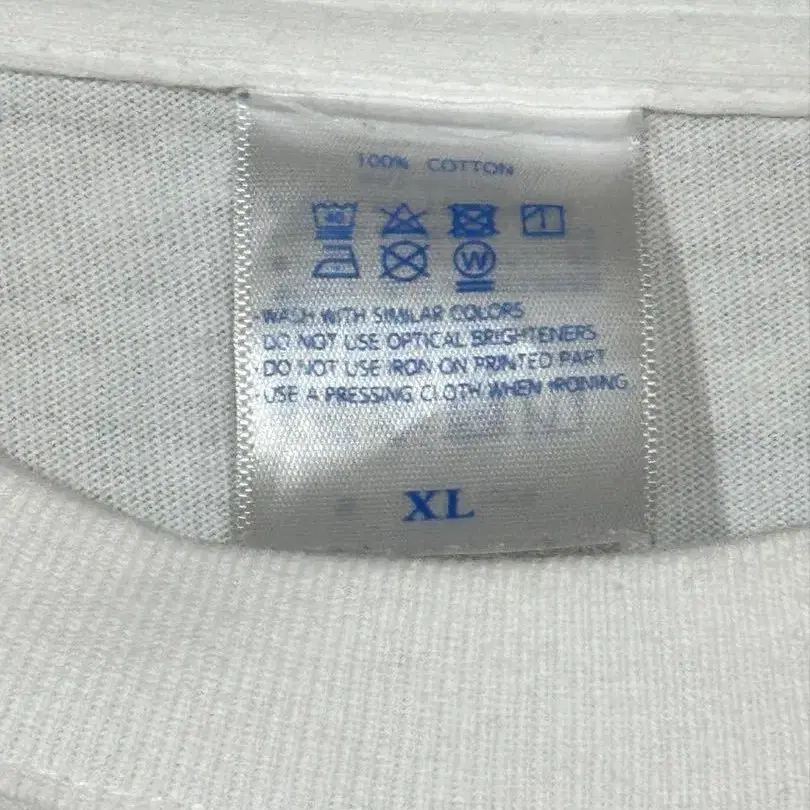 100% COTTON
40
W
WASH WITH SIMILAR COLORS
DO NOT USE OPTICAL BRIGHTENERS
DO NOT USE IRON ON PRINTED PART
USE A PRESSING CLOTH WHEN IRONING
XL